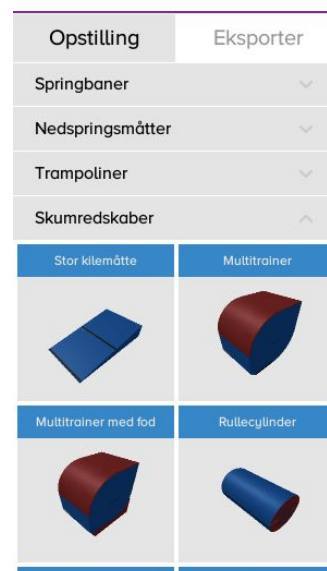 Opstilling Eksporter
Springbaner
Nedspringsmåtter
Trampoliner
Skumredskaber
Stor kilemåtte Multitrainer
Multitrainer med fod Rullecylinder